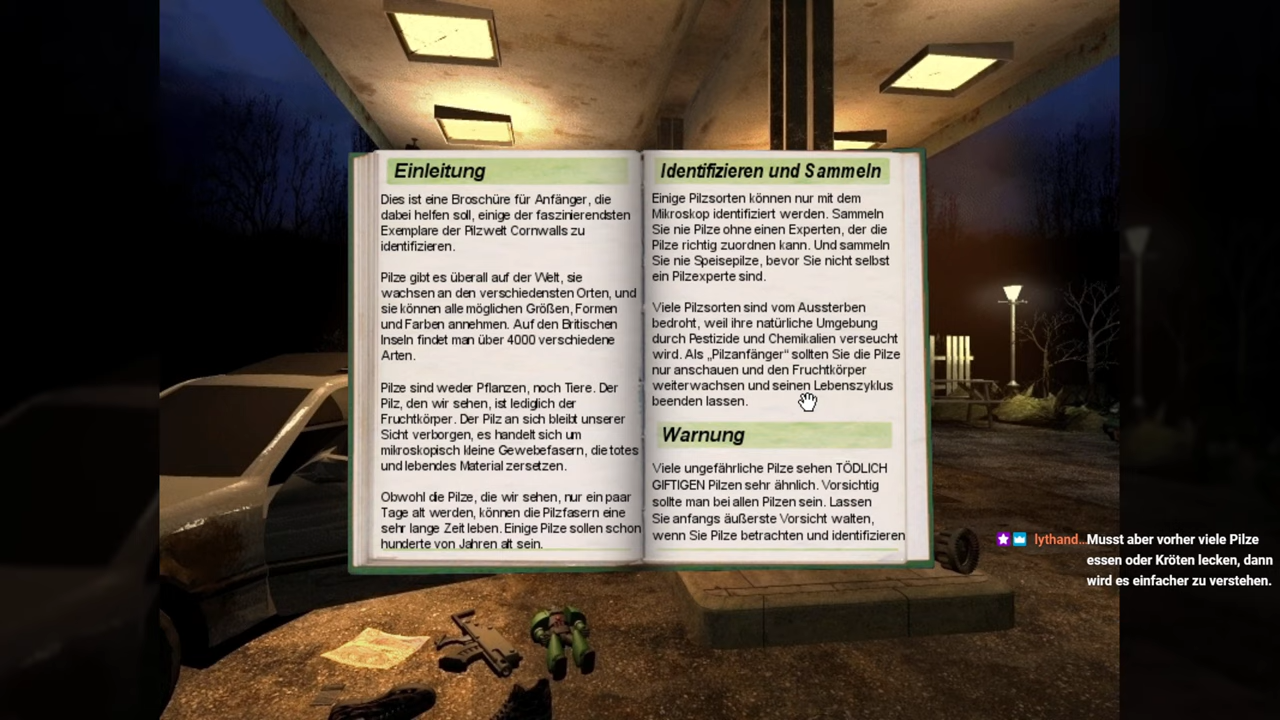 Einleitung
Dies ist eine Broschüre für Anfänger, die
dabei helfen soll, einige der faszinierendsten
Exemplare der Pilzwelt Cornwalls zu
identifizieren.
Pilze gibt es überall auf der Welt, sie
wachsen an den verschiedensten Orten, und
sie können alle möglichen Größen, Formen
und Farben annehmen. Auf den Britischen
Inseln findet man über 4000 verschiedene
Arten.
Pilze sind weder Pflanzen, noch Tiere. Der
Pilz, den wir sehen, ist lediglich der
Fruchtkörper. Der Pilz an sich bleibt unserer
Sicht verborgen, es handelt sich um
mikroskopisch kleine Gewebefasern, die totes
und lebendes Material zersetzen.
Obwohl die Pilze, die wir sehen, nur ein paar
Tage alt werden, können die Pilzfasern eine
sehr lange Zeit leben. Einige Pilze sollen schon
hunderte von Jahren alt sein.
Identifizieren und Sammeln
Einige Pilzsorten können nur mit dem
Mikroskop identifiziert werden. Sammeln
Sie nie Pilze ohne einen Experten, der die
Pilze richtig zuordnen kann. Und sammeln
Sie nie Speisepilze, bevor Sie nicht selbst
ein Pilzexperte sind.
Viele Pilzsorten sind vom Aussterben
bedroht, weil ihre natürliche Umgebung
durch Pestizide und Chemikalien verseucht
wird. Als „Pilzanfänger“ sollten Sie die Pilze
nur anschauen und den Fruchtkörper
weiterwachsen und seinen Lebenszyklus
beenden lassen.
Warnung
Viele ungefährliche Pilze sehen TÖDLICH
GIFTIGEN Pilzen sehr ähnlich. Vorsichtig
sollte man bei allen Pilzen sein. Lassen
Sie anfangs äußerste Vorsicht walten,
wenn Sie Pilze betrachten und identifizieren
lythand...Musst aber vorher viele Pilze
essen oder Kröten lecken, dann
wird es einfacher zu verstehen.